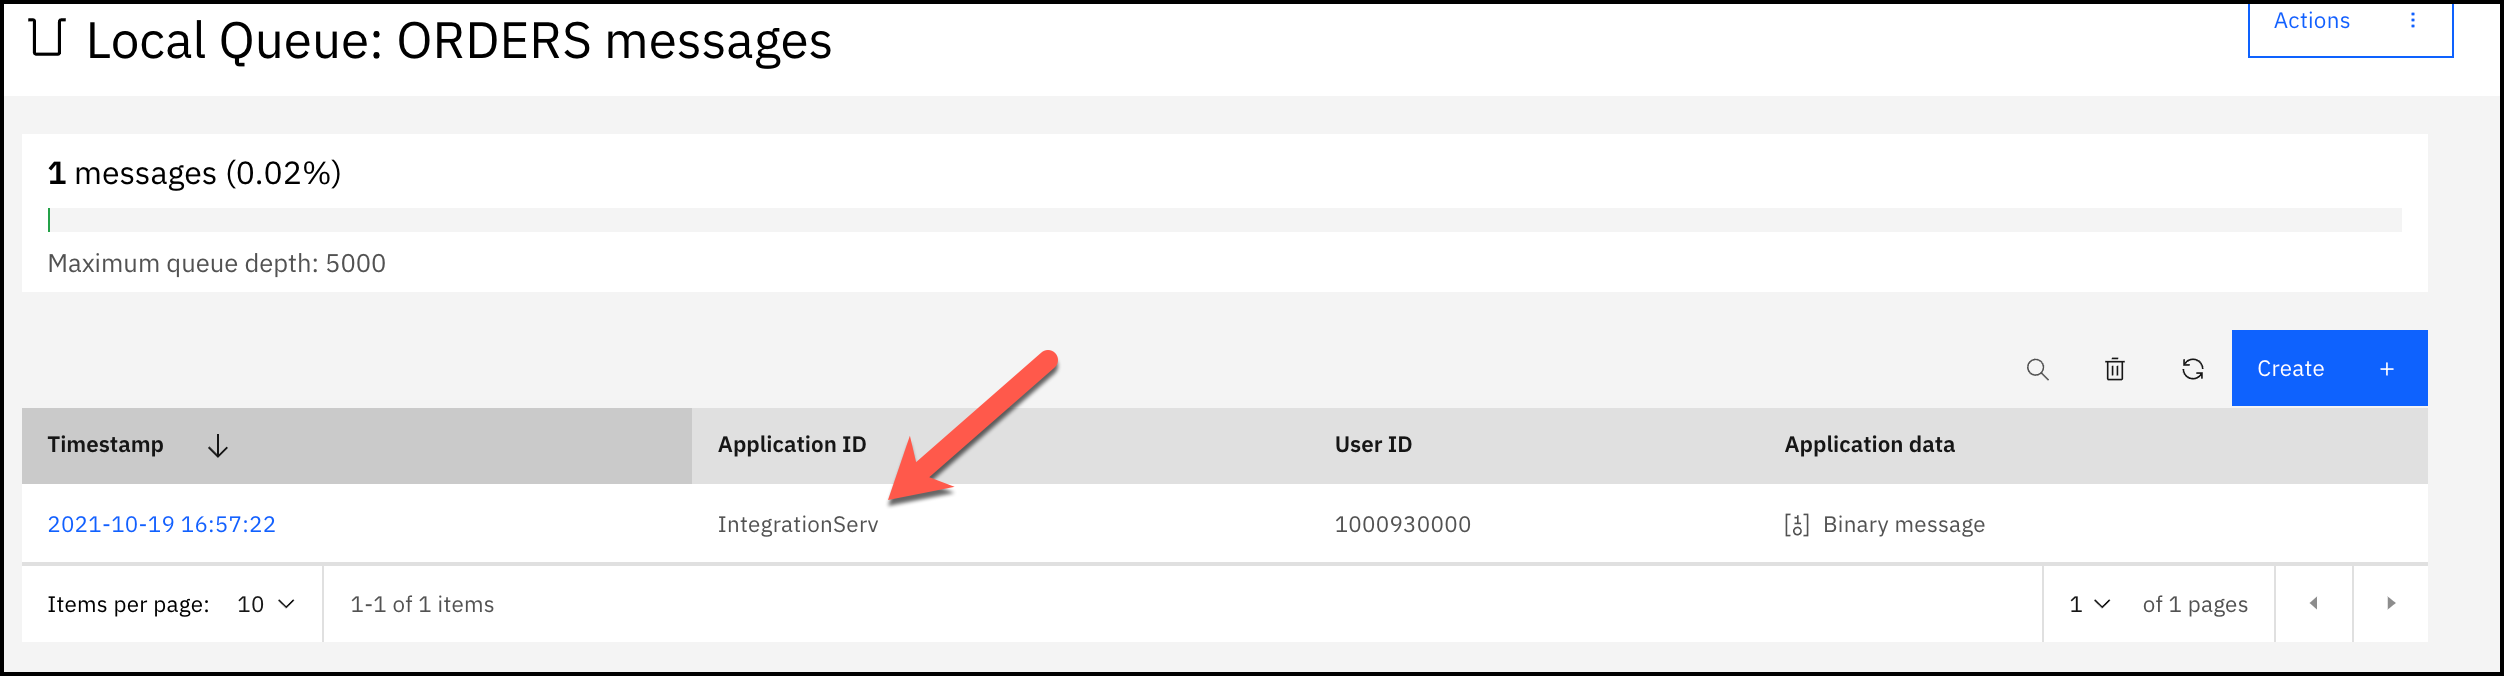 Local Queue: ORDERS messages
Actions
1 messages (0.02%)
Maximum queue depth: 5000
Create +
Timestamp Application ID User ID Application data
2021-10-19 16:57:22 IntegrationServ 1000930000 Binary message
Items per page: 10 1-1 of 1 items 1 of 1 pages